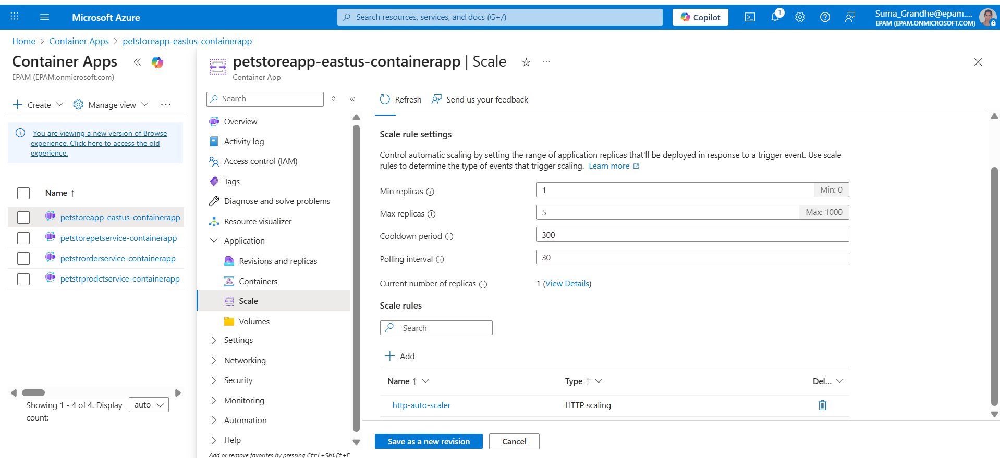 Microsoft Azure
Search resources, services, and docs (G+/)
Copilot
1
Suma_Grandhe@epam....
EPAM (EPAM.ONMICROSOFT.COM)
Home > Container Apps > petstoreapp-eastus-containerapp
Container Apps
EPAM (EPAM.onmicrosoft.com)
Create
Manage view
...
You are viewing a new version of Browse
experience. Click here to access the old
experience.
Name ↑
petstoreapp-eastus-containerapp
petstorepetservice-containerapp
petstrorderservice-containerapp
petstrprodctservice-containerapp
Showing 1 - 4 of 4. Display
count:
auto
petstoreapp-eastus-containerapp | Scale
...
Container App
Search
Overview
Activity log
Access control (IAM)
Tags
Diagnose and solve problems
Resource visualizer
Application
Revisions and replicas
Containers
Scale
Volumes
Settings
Networking
Security
Monitoring
Automation
Help
Add or remove favorites by pressing Ctrl+Shift+F
Refresh
Send us your feedback
Scale rule settings
Control automatic scaling by setting the range of application replicas that'll be deployed in response to a trigger event. Use scale
rules to determine the type of events that trigger scaling. Learn more
Min replicas
1
Min: 0
Max replicas
5
Max: 1000
Cooldown period
300
Polling interval
30
Current number of replicas
1 (View Details)
Scale rules
Search
Add
Name ↑
Type ↑
Del...
http-auto-scaler
HTTP scaling
Save as a new revision
Cancel